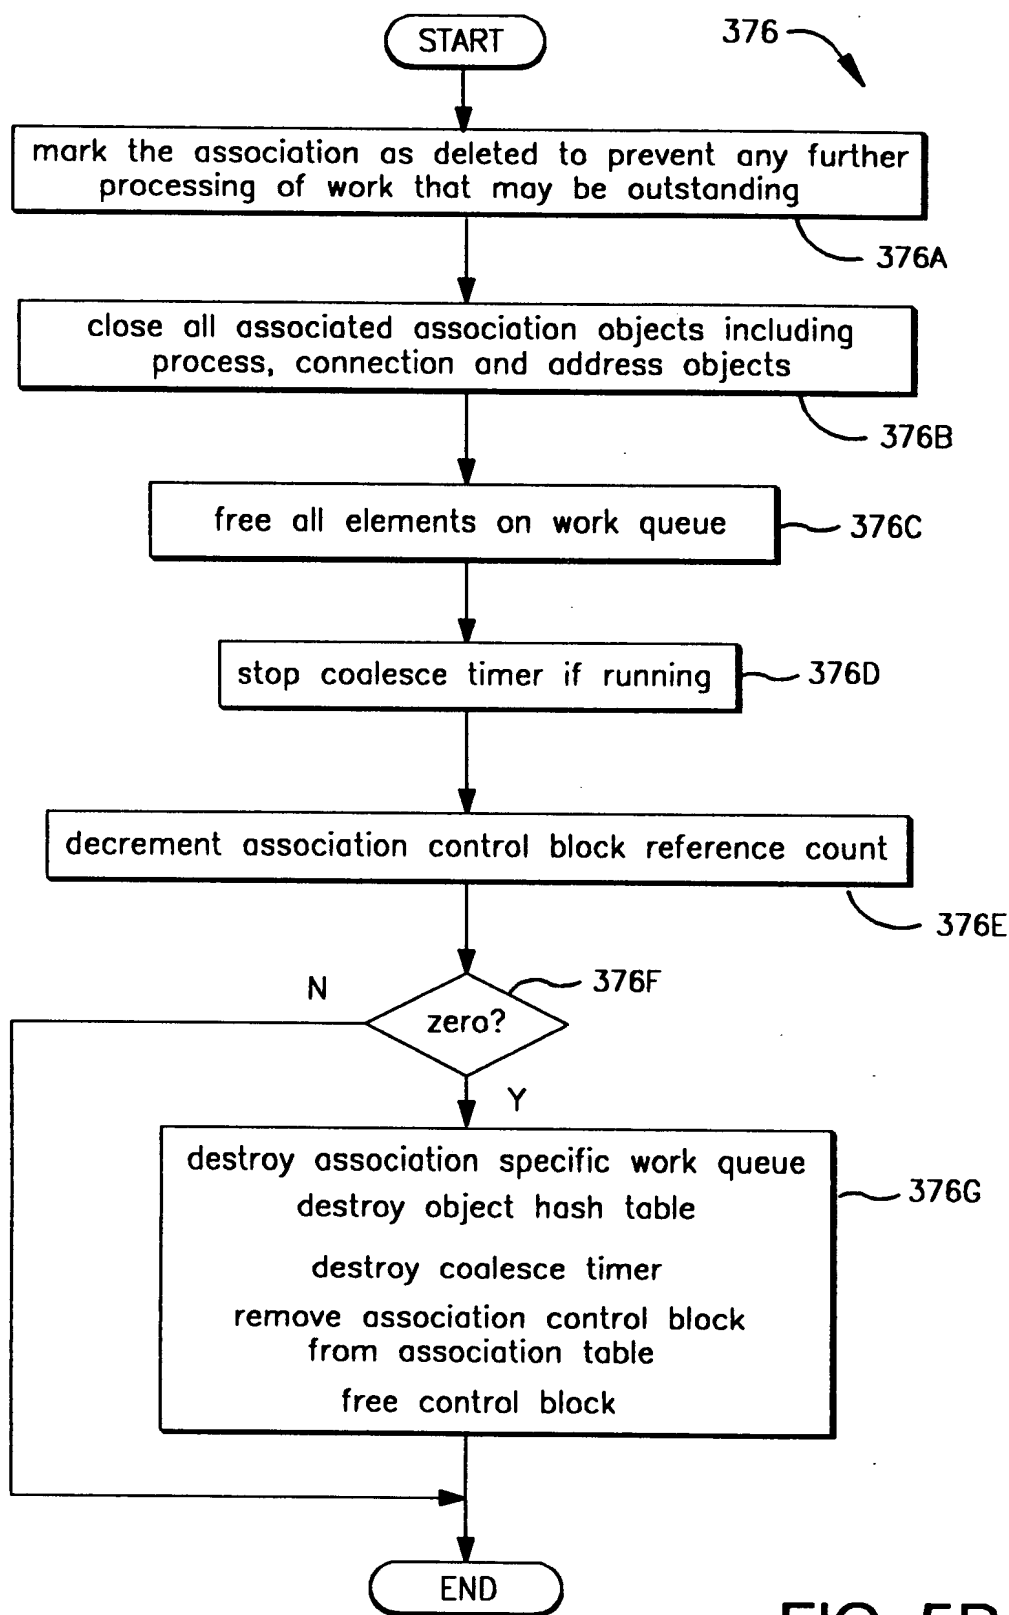 START
376
mark the association as deleted to prevent any further
processing of work that may be outstanding
376A
close all associated association objects including
process, connection and address objects
376B
free all elements on work queue
376C
stop coalesce timer if running
376D
decrement association control block reference count
376E
376F
N
zero?
Y
destroy association specific work queue
destroy object hash table
376G
destroy coalesce timer
remove association control block
from association table
free control block
END